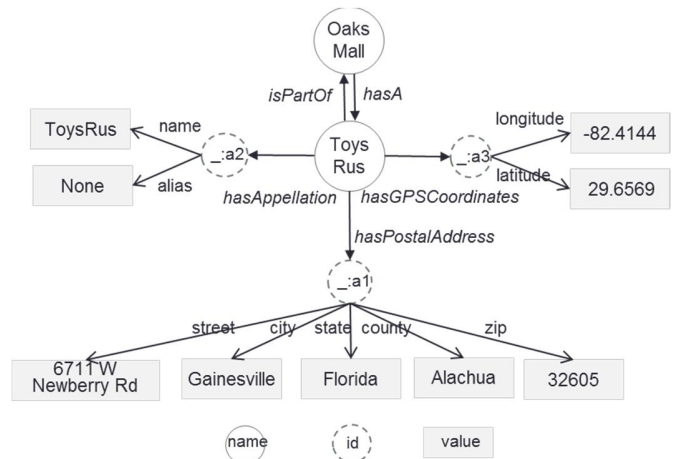 Oaks
Mall
isPartOf
hasA
ToysRus
name
Toys
Rus
longitude
-82.4144
_:a2
_:a3
None
alias
latitude
29.6569
hasAppellation
hasGPSCoordinates
hasPostalAddress
_:a1
street
city
state
county
zip
6711 W
Newberry Rd
Gainesville
Florida
Alachua
32605
name
id
value